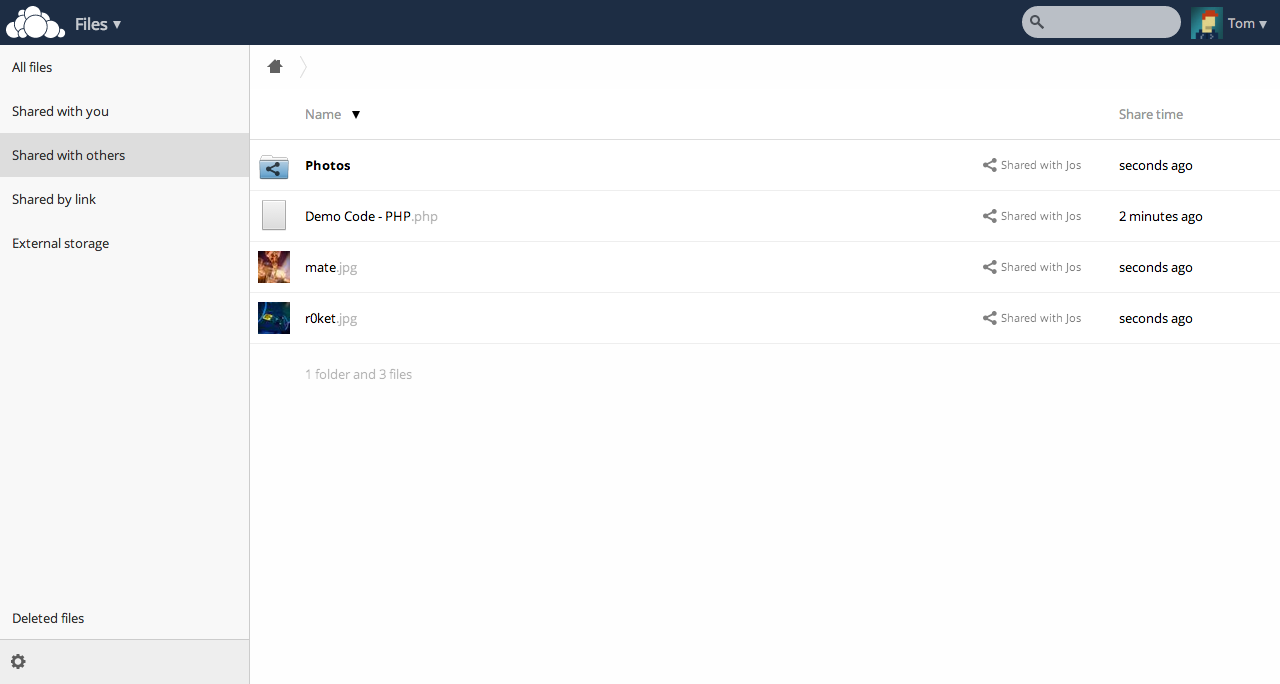 Files ▾ Tom ▾
All files
Shared with you
Shared with others
Shared by link
External storage
Deleted files
Name ▼ Share time
Photos Shared with Jos seconds ago
Demo Code - PHP.php Shared with Jos 2 minutes ago
mate.jpg Shared with Jos seconds ago
r0ket.jpg Shared with Jos seconds ago
1 folder and 3 files